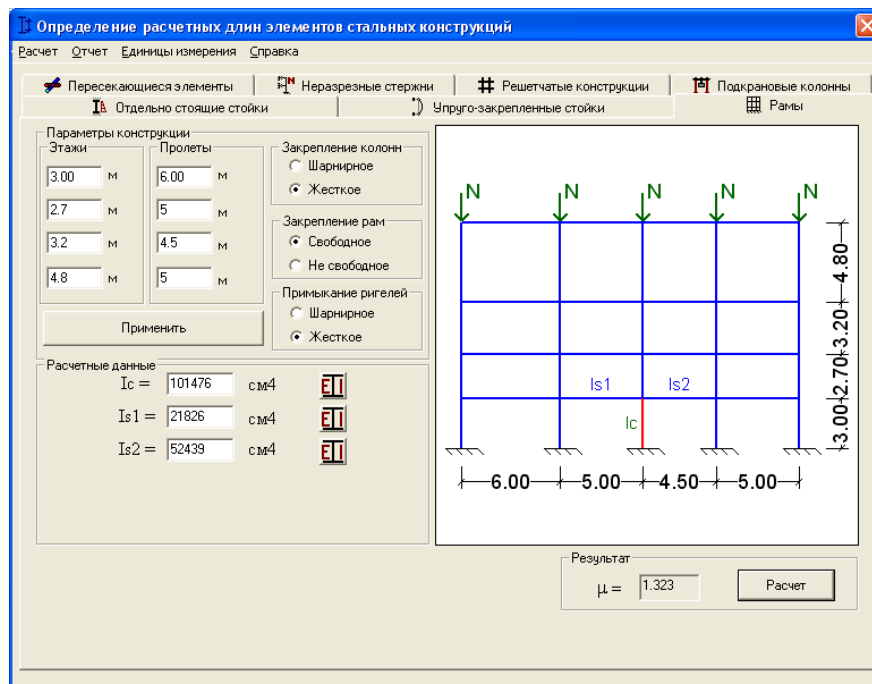 Определение расчетных длин элементов стальных конструкций
Расчет Отчет Единицы измерения Справка
Пересекающиеся элементы Неразрезные стержни Решетчатые конструкции Подкрановые колонны
Отдельно стоящие стойки Упруго-закрепленные стойки Рамы
Параметры конструкции
Этажи Пролеты
3.00 м 6.00 м
2.7 м 5 м
3.2 м 4.5 м
4.8 м 5 м
Применить
Закрепление колонн
Шарнирное
Жесткое
Закрепление рам
Свободное
Не свободное
Примыкание ригелей
Шарнирное
Жесткое
Расчетные данные
Ic = 101476 см4
Is1 = 21826 см4
Is2 = 52439 см4
N N N N N
4.80
3.20
2.70
3.00
Is1 Is2
Ic
6.00 5.00 4.50 5.00
Результат
μ = 1.323 Расчет